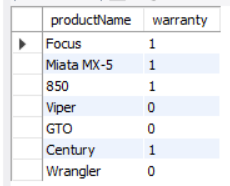 productName warranty
Focus 1
Miata MX-5 1
850 1
Viper 0
GTO 0
Century 1
Wrangler 0